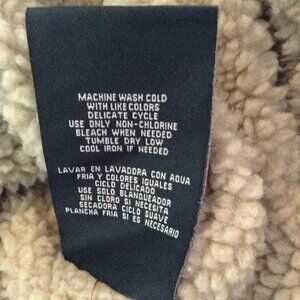 MACHINE WASH COLD
WITH LIKE COLORS
DELICATE CYCLE
USE ONLY NON-CHLORINE
BLEACH WHEN NEEDED
TUMBLE DRY LOW
COOL IRON IF NEEDED
LAVAR EN LAVADORA CON AQUA
FRIA Y COLORES IGUALES
CICLO DELICADO
USE SOLO BLANQUEADOR
SIN CLORO SI NECESITA
SECADORA CICLO SUAVE
PLANCHA FRIA SI ES NECESARIO